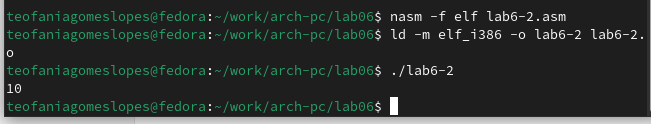 teofaniagomeslopes@fedora:~/work/arch-pc/lab06$ nasm -f elf lab6-2.asm
teofaniagomeslopes@fedora:~/work/arch-pc/lab06$ ld -m elf_i386 -o lab6-2 lab6-2.
o
teofaniagomeslopes@fedora:~/work/arch-pc/lab06$ ./lab6-2
10
teofaniagomeslopes@fedora:~/work/arch-pc/lab06$